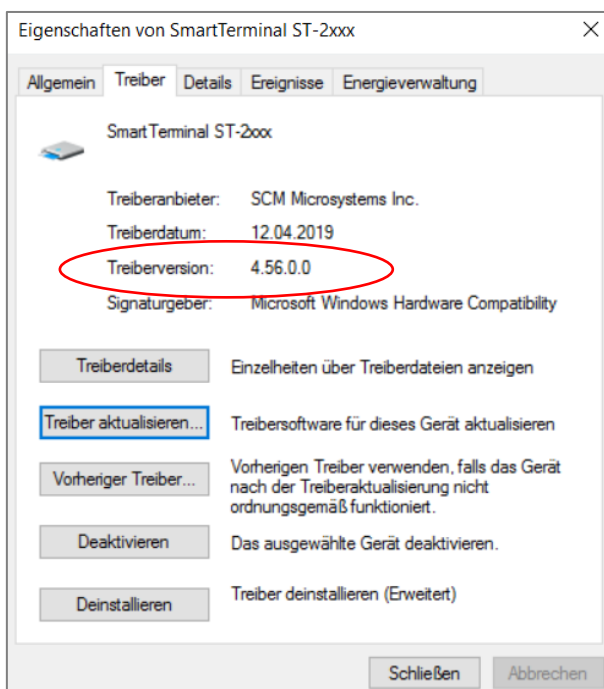 Eigenschaften von SmartTerminal ST-2xxx
Allgemein Treiber Details Ereignisse Energieverwaltung
SmartTerminal ST-2xxx
Treiberanbieter: SCM Microsystems Inc.
Treiberdatum: 12.04.2019
Treiberversion: 4.56.0.0
Signaturgeber: Microsoft Windows Hardware Compatibility
Treiberdetails Einzelheiten über Treiberdateien anzeigen
Treiber aktualisieren... Treibersoftware für dieses Gerät aktualisieren
Vorheriger Treiber... Vorherigen Treiber verwenden, falls das Gerät
nach der Treiberaktualisierung nicht
ordnungsgemäß funktioniert.
Deaktivieren Das ausgewählte Gerät deaktivieren.
Deinstallieren Treiber deinstallieren (Erweitert)
Schließen Abbrechen